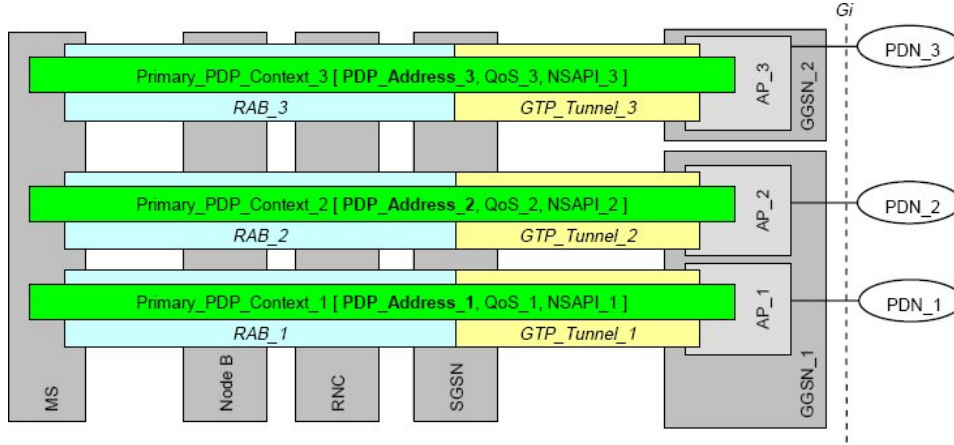 Gi
PDN_3
Primary_PDP_Context_3 [ PDP_Address_3, QoS_3, NSAPI_3 ]
RAB_3
GTP_Tunnel_3
AP_3
GGSN_2
Primary_PDP_Context_2 [ PDP_Address_2, QoS_2, NSAPI_2 ]
RAB_2
GTP_Tunnel_2
AP_2
PDN_2
Primary_PDP_Context_1 [ PDP_Address_1, QoS_1, NSAPI_1 ]
RAB_1
GTP_Tunnel_1
AP_1
PDN_1
GGSN_1
MS
Node B
RNC
SGSN